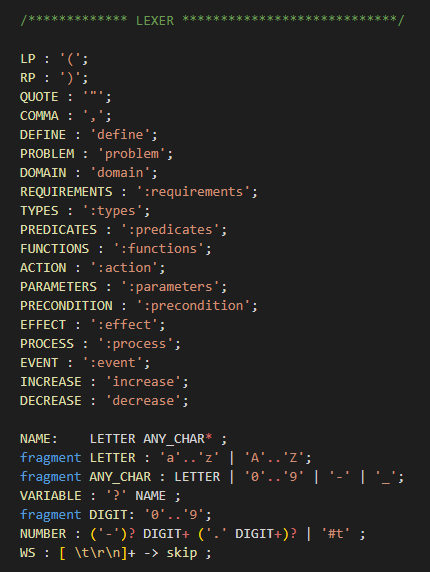 /************* LEXER ****************************/
LP : '(';
RP : ')';
QUOTE : '"';
COMMA : ',';
DEFINE : 'define';
PROBLEM : 'problem';
DOMAIN : 'domain';
REQUIREMENTS : ':requirements';
TYPES : ':types';
PREDICATES : ':predicates';
FUNCTIONS : ':functions';
ACTION : ':action';
PARAMETERS : ':parameters';
PRECONDITION : ':precondition';
EFFECT : ':effect';
PROCESS : ':process';
EVENT : ':event';
INCREASE : 'increase';
DECREASE : 'decrease';
NAME:    LETTER ANY_CHAR* ;
fragment LETTER : 'a'..'z' | 'A'..'Z';
fragment ANY_CHAR : LETTER | '0'..'9' | '-' | '_';
VARIABLE : '?' NAME ;
fragment DIGIT: '0'..'9';
NUMBER : ('-')? DIGIT+ ('.' DIGIT+)? | '#t' ;
WS : [ \t\r\n]+ -> skip ;